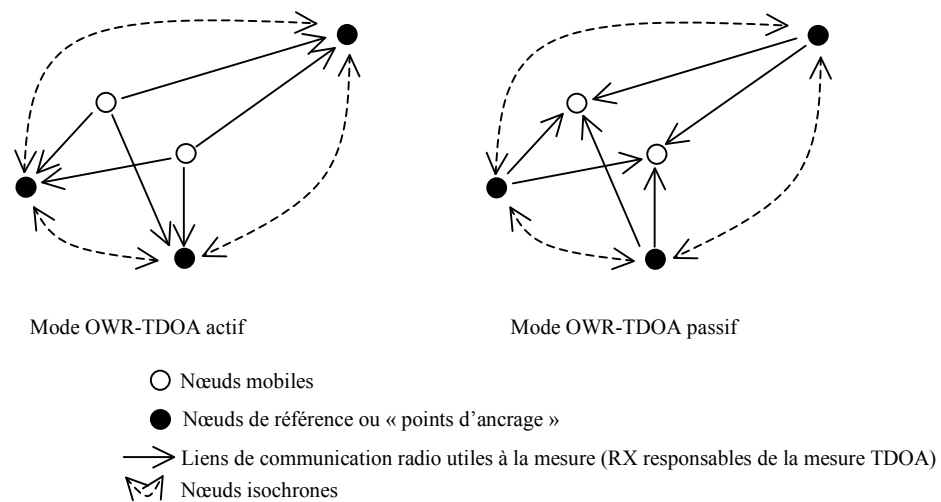 Mode OWR-TDOA actif
Mode OWR-TDOA passif
Nœuds mobiles
Nœuds de référence ou « points d’ancrage »
Liens de communication radio utiles à la mesure (RX responsables de la mesure TDOA)
Nœuds isochrones